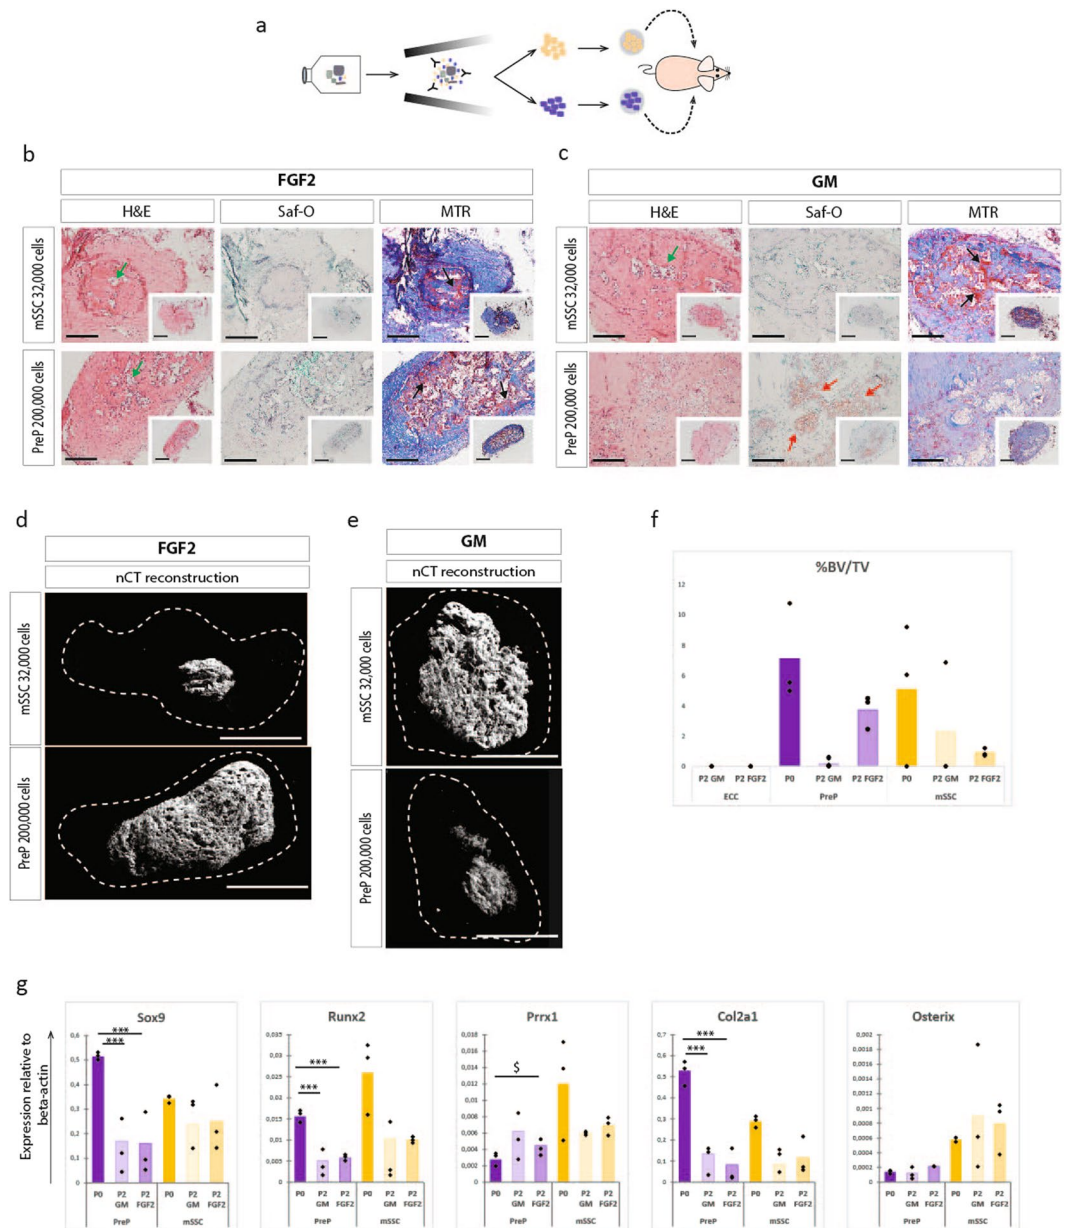 a
b
FGF2
H&E
Saf-O
MTR
mSSC 32,000 cells
PreP 200,000 cells
c
GM
H&E
Saf-O
MTR
mSSC 32,000 cells
PreP 200,000 cells
d
FGF2
nCT reconstruction
mSSC 32,000 cells
PreP 200,000 cells
e
GM
nCT reconstruction
mSSC 32,000 cells
PreP 200,000 cells
f
%BV/TV
12
10
8
6
4
2
0
P2 GM P2 FGF2 P0 P2 GM P2 FGF2 P0 P2 GM P2 FGF2
ECC PreP mSSC
g
Expression relative to
beta-actin
Sox9
0,6
0,5
0,4
0,3
0,2
0,1
0
***
***
P0 P2 GM P2 FGF2 P0 P2 GM P2 FGF2
PreP mSSC
Runx2
0,035
0,03
0,025
0,02
0,015
0,01
0,005
0
***
***
P0 P2 GM P2 FGF2 P0 P2 GM P2 FGF2
PreP mSSC
Prrx1
0,018
0,016
0,014
0,012
0,01
0,008
0,006
0,004
0,002
0
$
P0 P2 GM P2 FGF2 P0 P2 GM P2 FGF2
PreP mSSC
Col2a1
0,7
0,6
0,5
0,4
0,3
0,2
0,1
0
***
***
P0 P2 GM P2 FGF2 P0 P2 GM P2 FGF2
PreP mSSC
Osterix
0,002
0,0018
0,0016
0,0014
0,0012
0,001
0,0008
0,0006
0,0004
0,0002
0
P0 P2 GM P2 FGF2 P0 P2 GM P2 FGF2
PreP mSSC